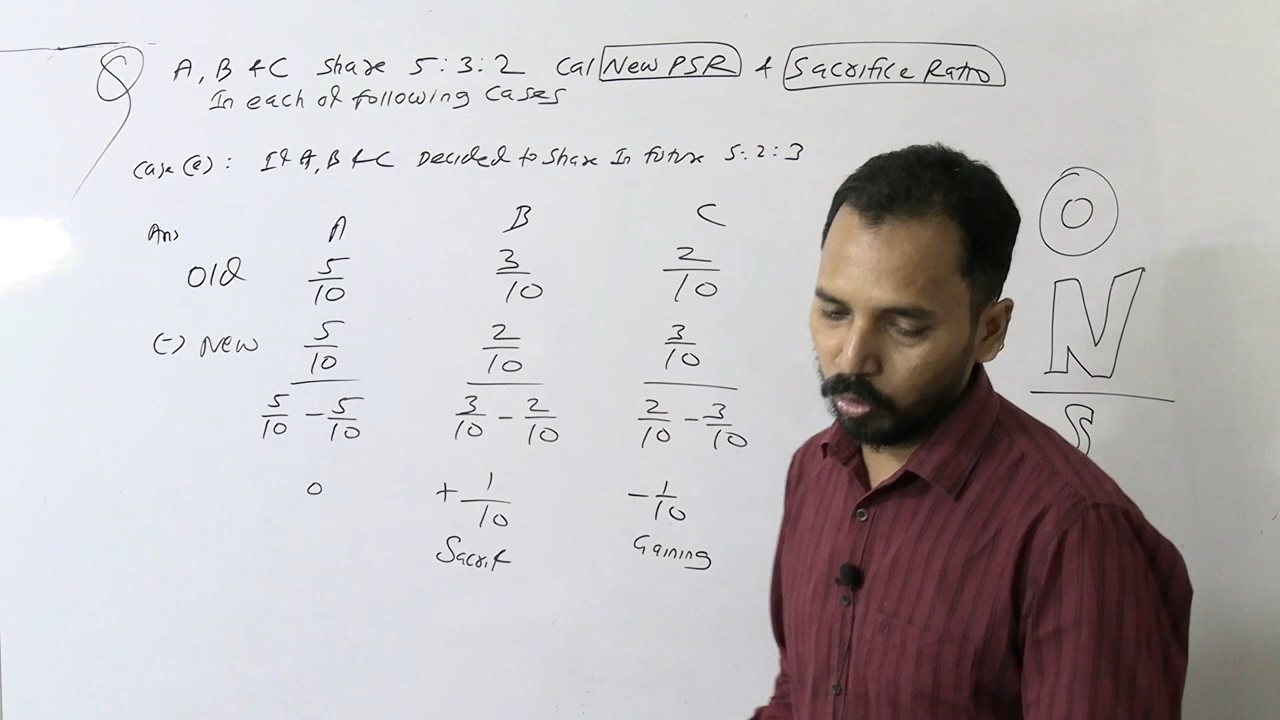 Q A, B & C Share 5:3:2 Cal New PSR & Sacrifice Ratio
In each of following Cases
Case (a): If A, B & C Decided to Share In future 5:2:3
Ans A B C
Old 5/10 3/10 2/10
(-) New 5/10 2/10 3/10
5/10 - 5/10 3/10 - 2/10 2/10 - 3/10
0 + 1/10 - 1/10
Sacrif Gaining
O
N
S